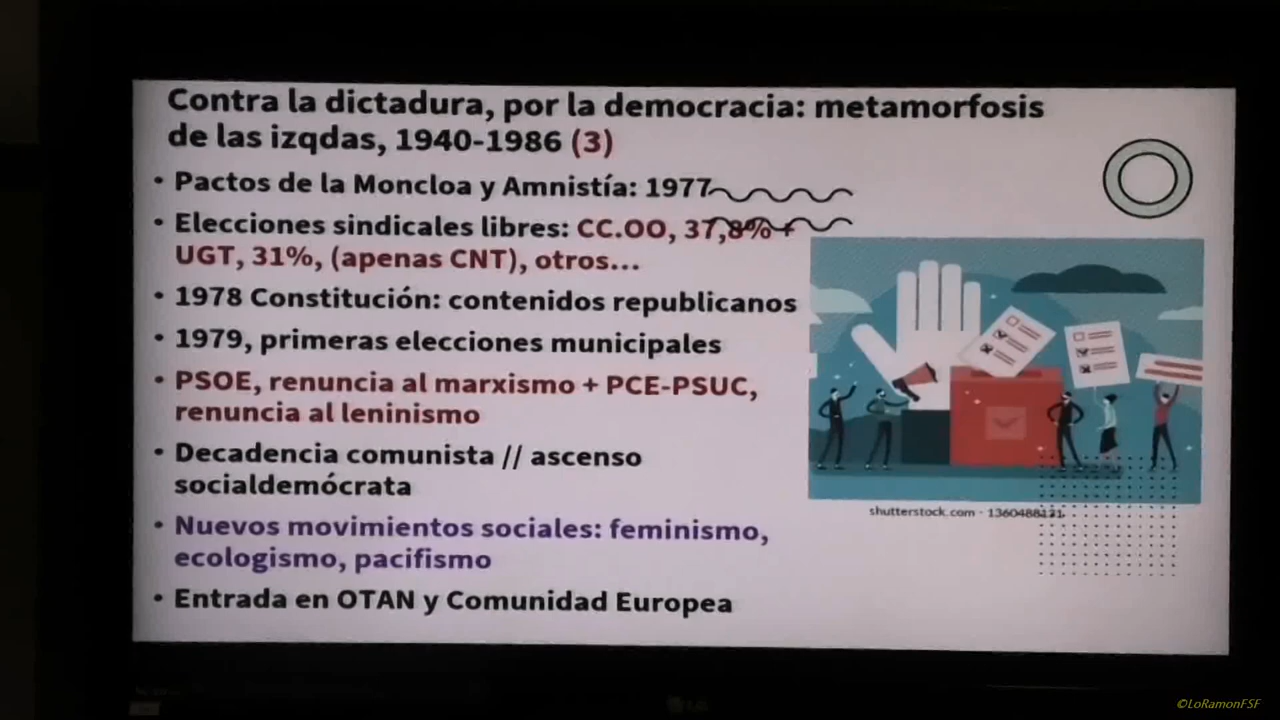 Contra la dictadura, por la democracia: metamorfosis
de las izqdas, 1940-1986 (3)
• Pactos de la Moncloa y Amnistía: 1977
• Elecciones sindicales libres: CC.OO, 37,8% +
UGT, 31%, (apenas CNT), otros...
• 1978 Constitución: contenidos republicanos
• 1979, primeras elecciones municipales
• PSOE, renuncia al marxismo + PCE-PSUC,
renuncia al leninismo
• Decadencia comunista // ascenso
socialdemócrata
• Nuevos movimientos sociales: feminismo,
ecologismo, pacifismo
• Entrada en OTAN y Comunidad Europea
shutterstock.com · 1360488131
©LoRamonFSF